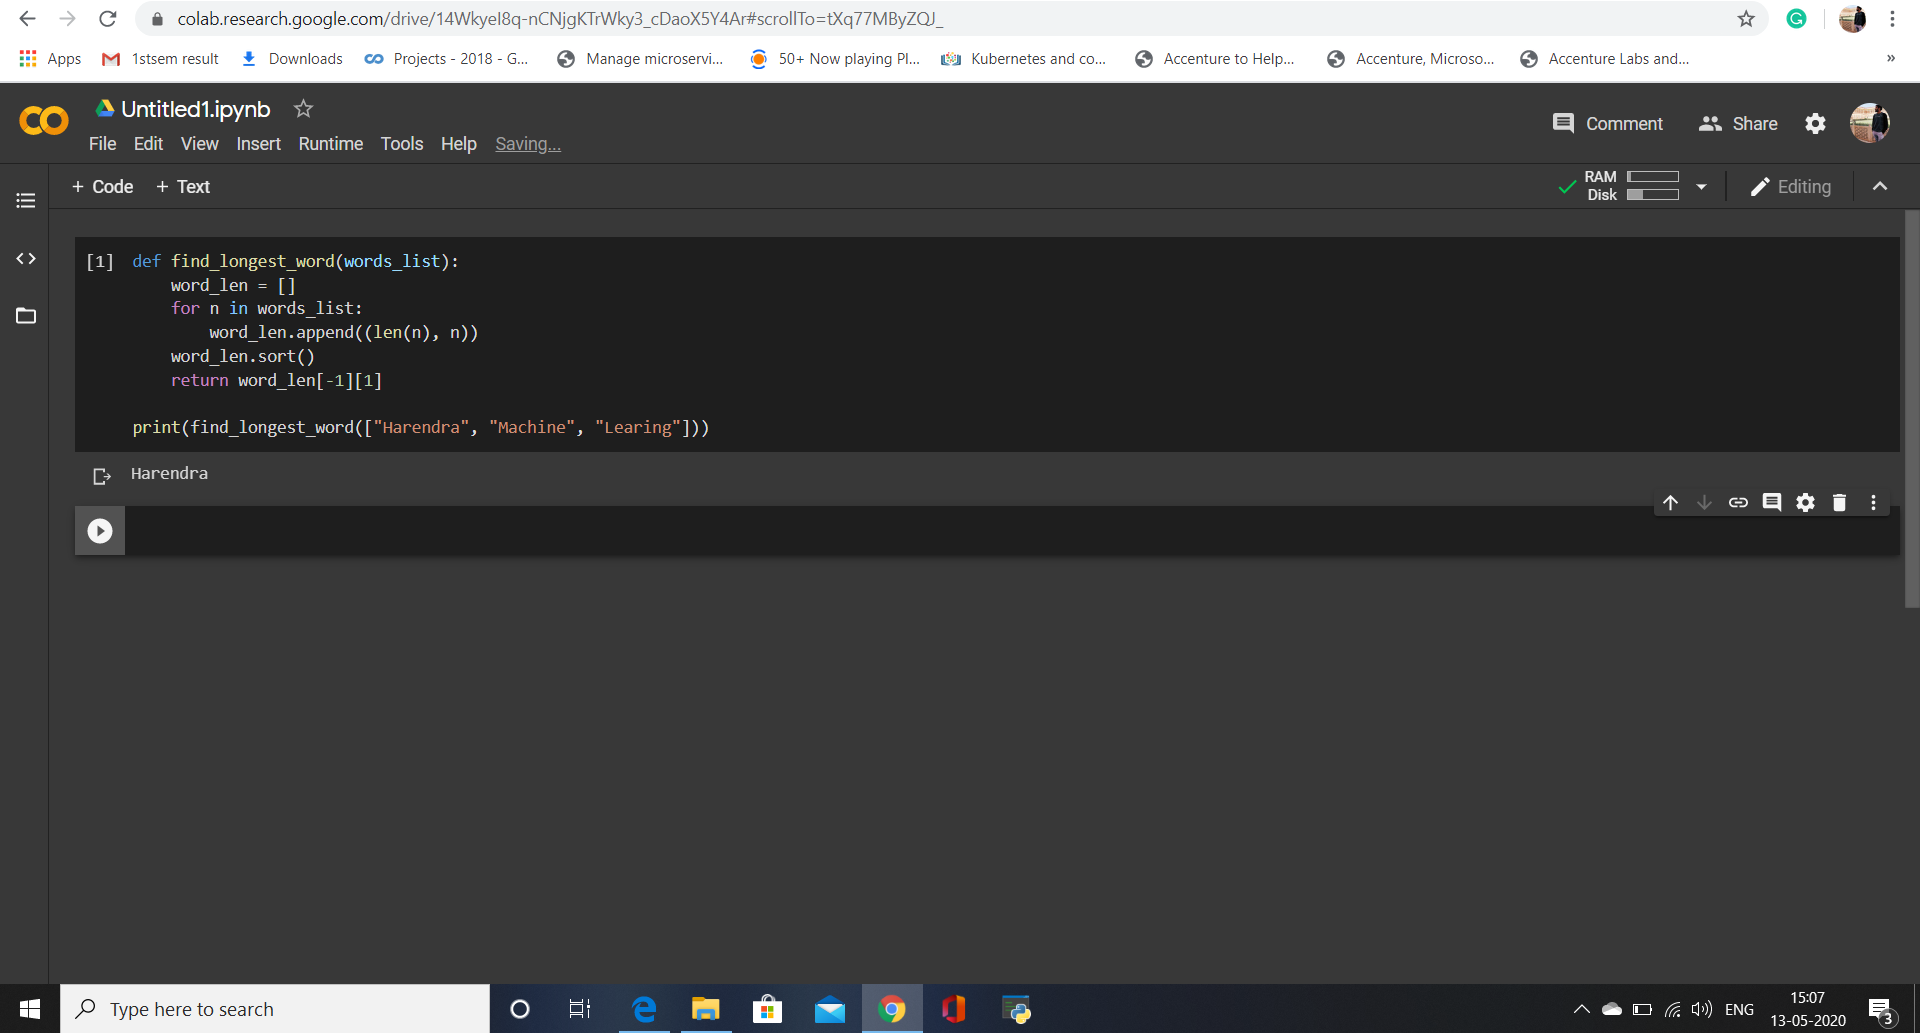 colab.research.google.com/drive/14WkyeI8q-nCNjgKTrWky3_cDaoX5Y4Ar#scrollTo=tXq77MByZQJ_
Apps 1stsem result Downloads Projects - 2018 - G... Manage microservi... 50+ Now playing Pl... Kubernetes and co... Accenture to Help... Accenture, Microso... Accenture Labs and... »
Untitled1.ipynb
Comment Share
File Edit View Insert Runtime Tools Help Saving...
+ Code + Text
RAM
Disk
Editing
[1] def find_longest_word(words_list):
    word_len = []
    for n in words_list:
        word_len.append((len(n), n))
    word_len.sort()
    return word_len[-1][1]
print(find_longest_word(["Harendra", "Machine", "Learing"]))
Harendra
Type here to search
ENG
15:07
13-05-2020
3